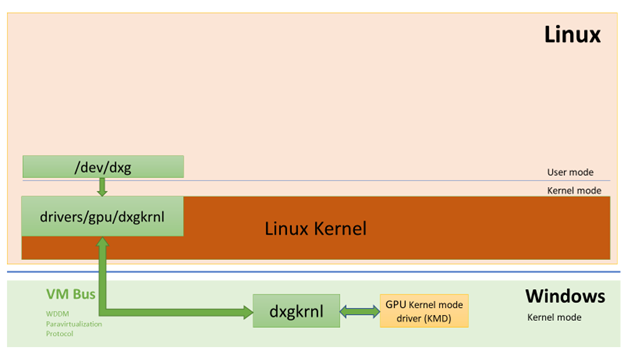 Linux
/dev/dxg
User mode
Kernel mode
drivers/gpu/dxgkrnl
Linux Kernel
VM Bus
WDDM
Paravirtualization
Protocol
dxgkrnl
GPU Kernel mode
driver (KMD)
Windows
Kernel mode